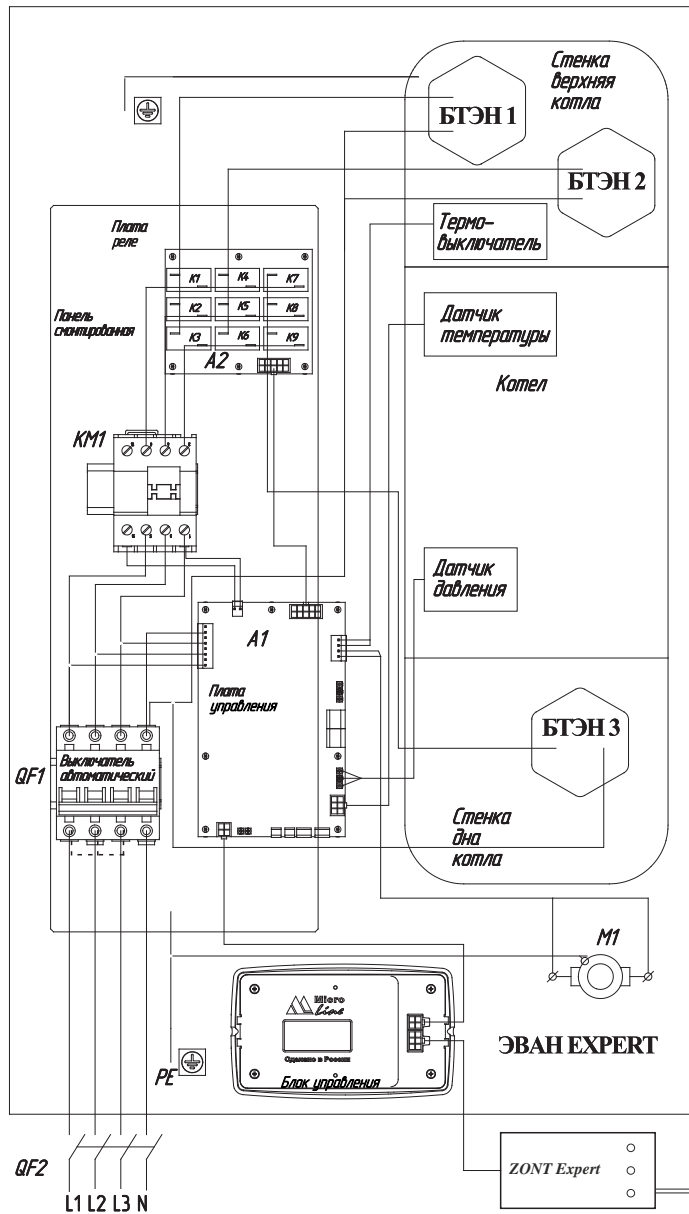 Стенка
верхняя
котла
БТЭН 1
БТЭН 2
Термо-
выключатель
Плата
реле
K1
K4
K7
K2
K5
K8
K3
K6
K9
A2
Панель
смонтированная
Датчик
температуры
Котел
KM1
Датчик
давления
A1
Плата
управления
БТЭН 3
QF1
Выключатель
автоматический
Стенка
дна
котла
M1
Micro
line
Сделано в России
Блок управления
ЭВАН EXPERT
PE
QF2
ZONT Expert
L1 L2 L3 N